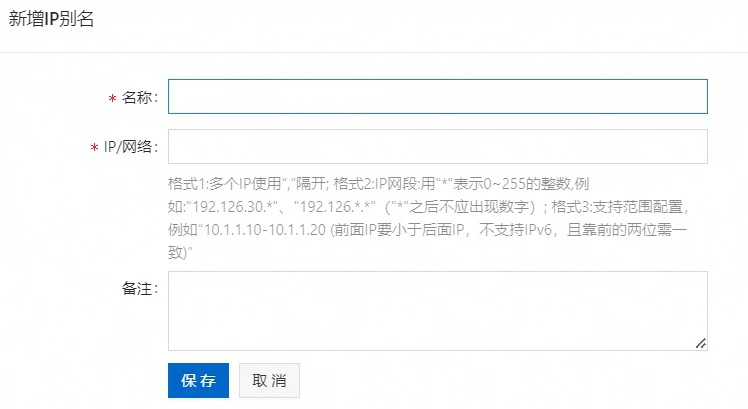 新增IP别名
* 名称：
* IP/网络：
格式1:多个IP使用“,”隔开; 格式2:IP网段:用"*"表示0~255的整数,例
如:"192.126.30.*"、"192.126.*.*"（"*"之后不应出现数字）; 格式3:支持范围配置，
例如“10.1.1.10-10.1.1.20 (前面IP要小于后面IP，不支持IPv6，且靠前的两位需一
致)”
备注：
保存 取消